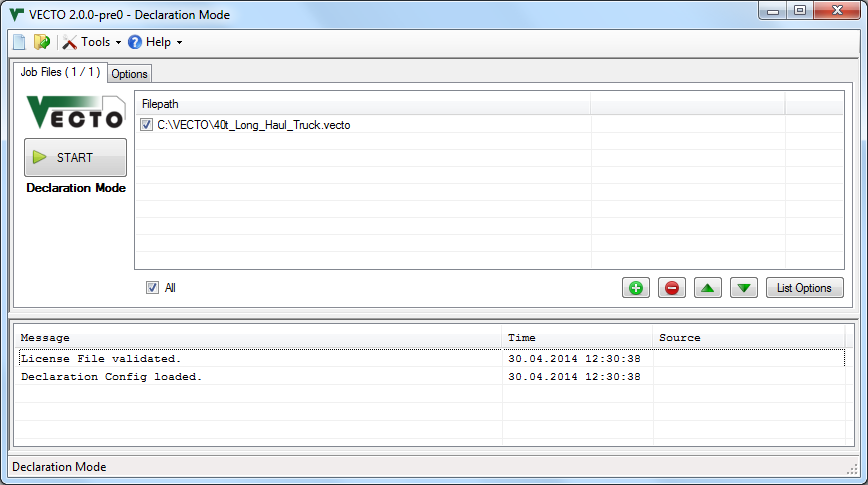 VECTO 2.0.0-pre0 - Declaration Mode
Tools Help
Job Files ( 1 / 1 ) Options
VECTO
START
Declaration Mode
Filepath
C:\VECTO\40t_Long_Haul_Truck.vecto
All
List Options
Message Time Source
License File validated. 30.04.2014 12:30:38
Declaration Config loaded. 30.04.2014 12:30:38
Declaration Mode